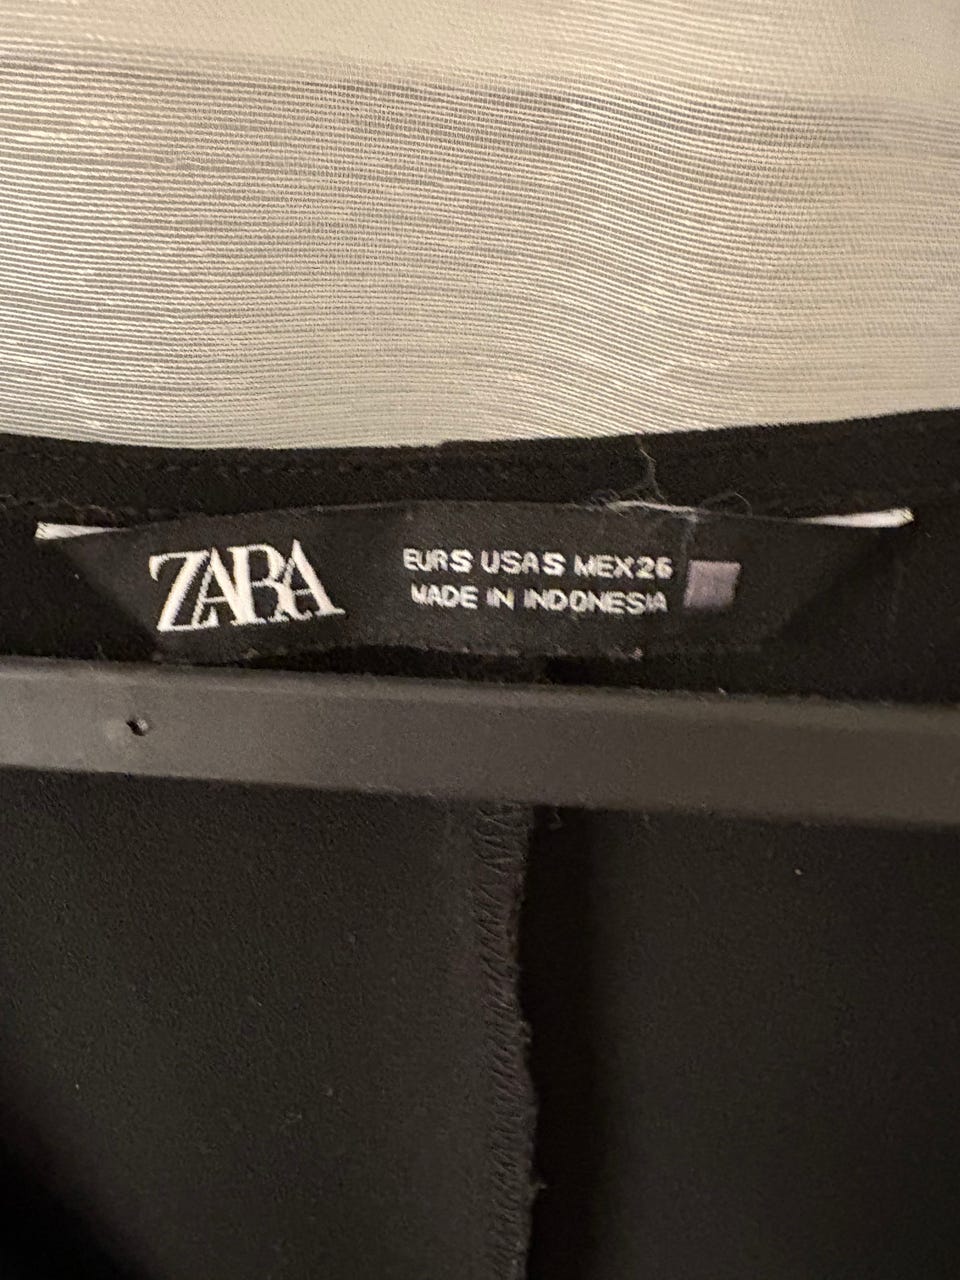 ZARA
EUR S USA S MEX 26
MADE IN INDONESIA